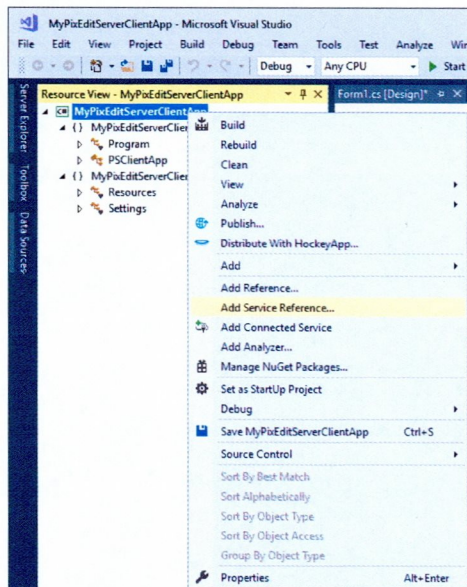 MyPixEditServerClientApp - Microsoft Visual Studio
File Edit View Project Build Debug Team Tools Test Analyze
Debug Any CPU Start
Server Explorer
Toolbox
Data Sources
Resource View - MyPixEditServerClientApp
Form1.cs [Design]*
MyPixEditServerClientApp
{ } MyPixEditServerClier
Program
PSClientApp
{ } MyPixEditServerClier
Resources
Settings
Build
Rebuild
Clean
View
Analyze
Publish...
Distribute With HockeyApp...
Add
Add Reference...
Add Service Reference...
Add Connected Service
Add Analyzer...
Manage NuGet Packages...
Set as StartUp Project
Debug
Save MyPixEditServerClientApp Ctrl+S
Source Control
Sort By Best Match
Sort Alphabetically
Sort By Object Type
Sort By Object Access
Group By Object Type
Properties Alt+Enter